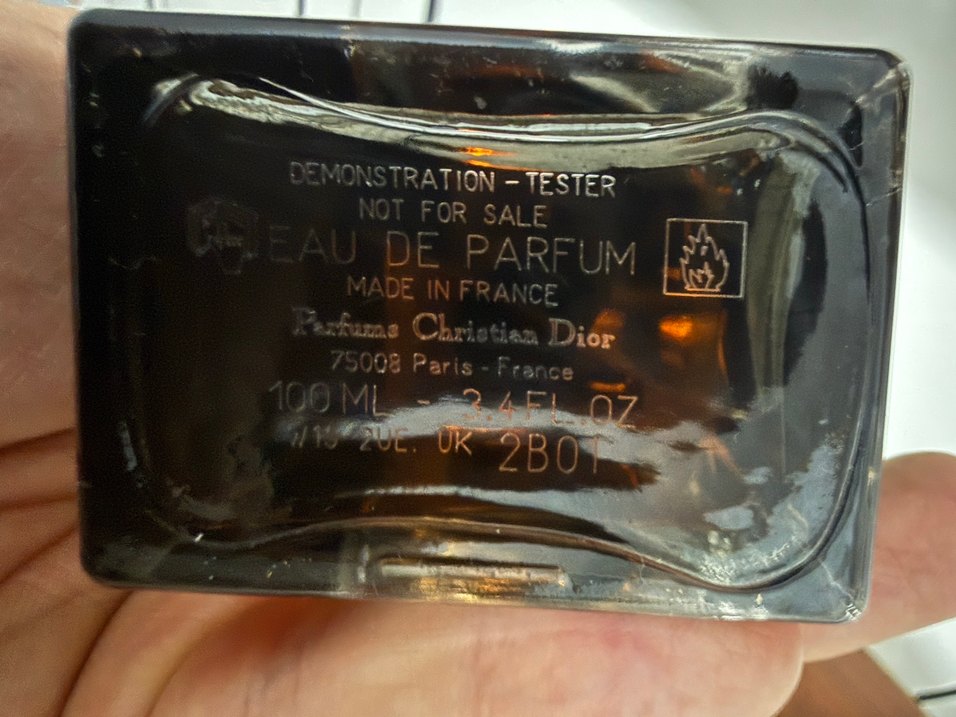 DEMONSTRATION - TESTER
NOT FOR SALE
EAU DE PARFUM
MADE IN FRANCE
Parfums Christian Dior
75008 Paris - France
100 ML - 3.4 FL.OZ
UK 2B01